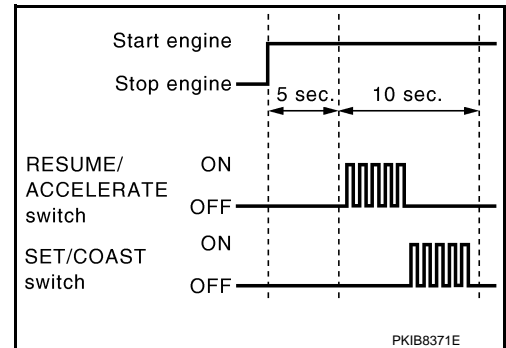 Start engine
Stop engine
5 sec. 10 sec.
RESUME/ ON
ACCELERATE
switch OFF
SET/COAST ON
switch OFF
PKIB8371E